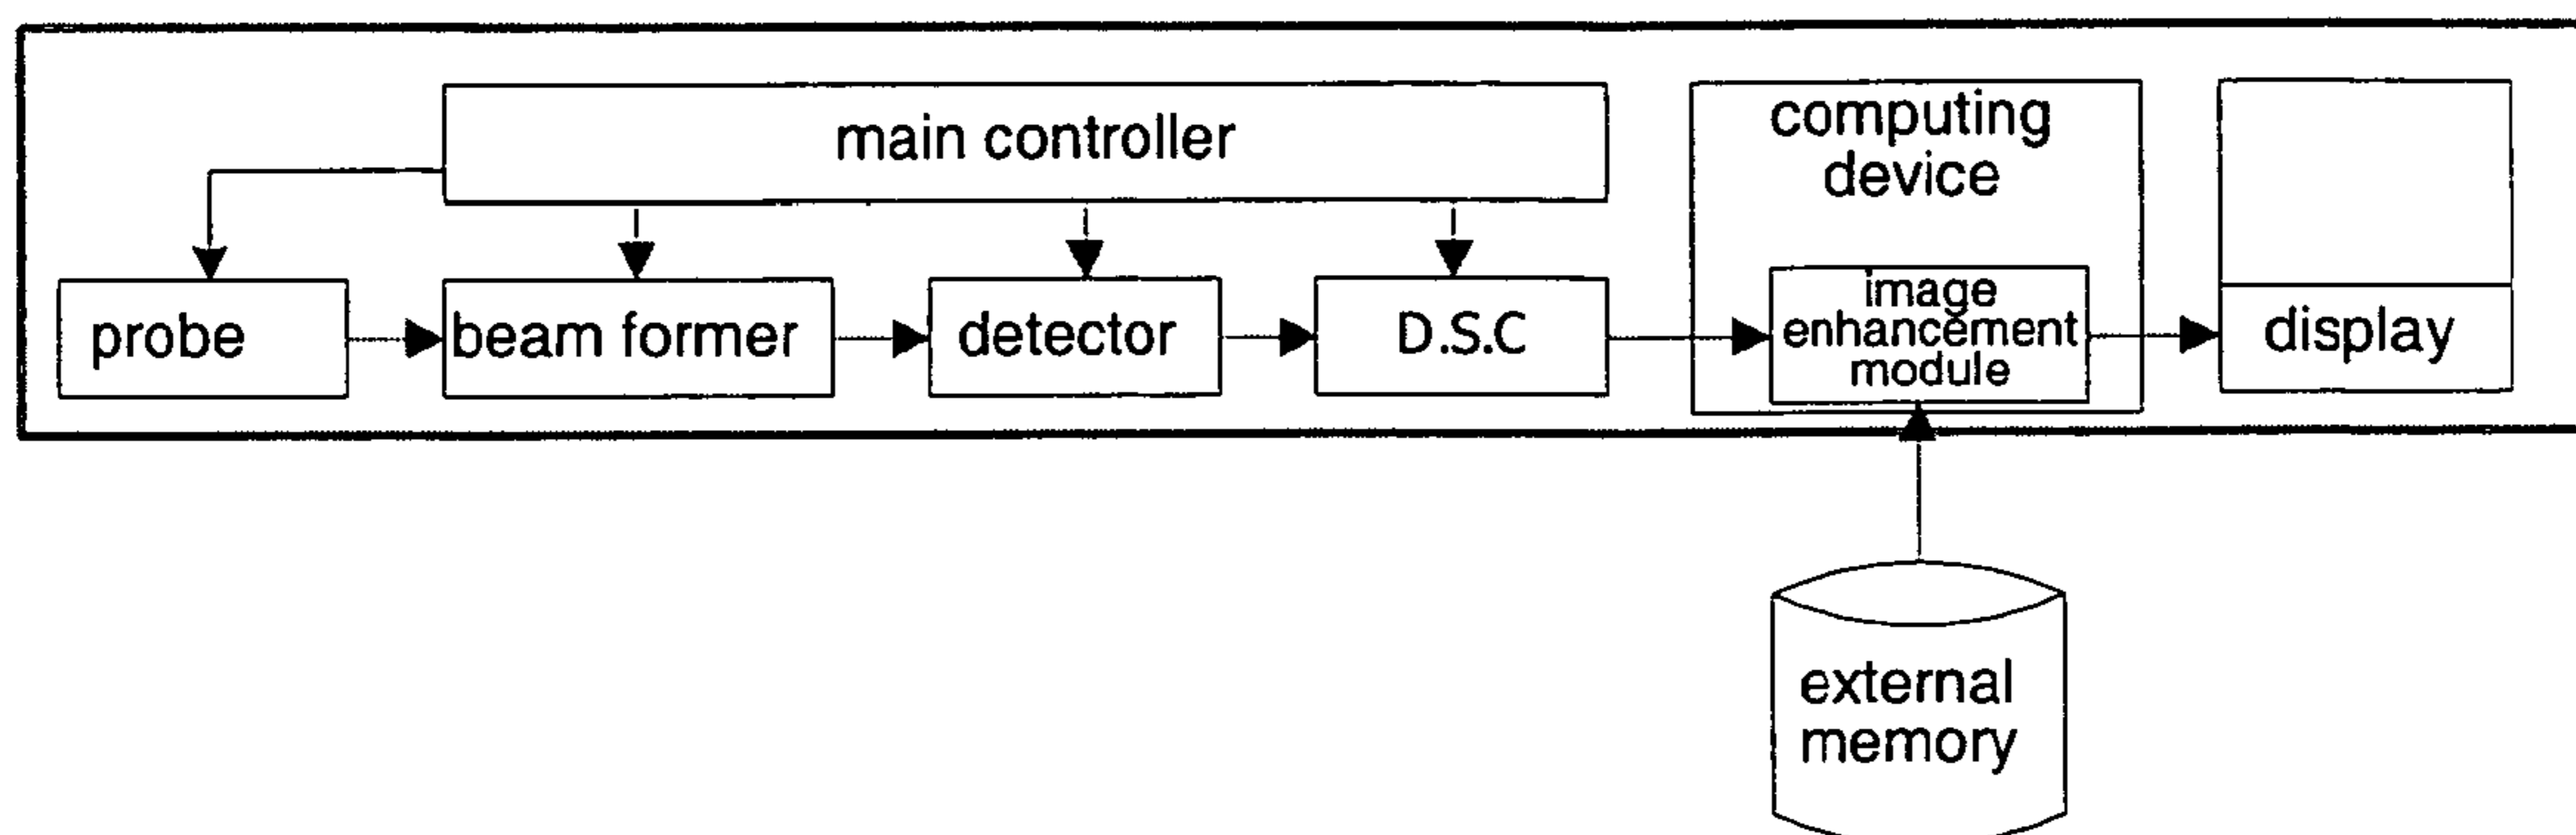 main controller
computing
device
probe
beam former
detector
D.S.C
image
enhancement
module
display
external
memory